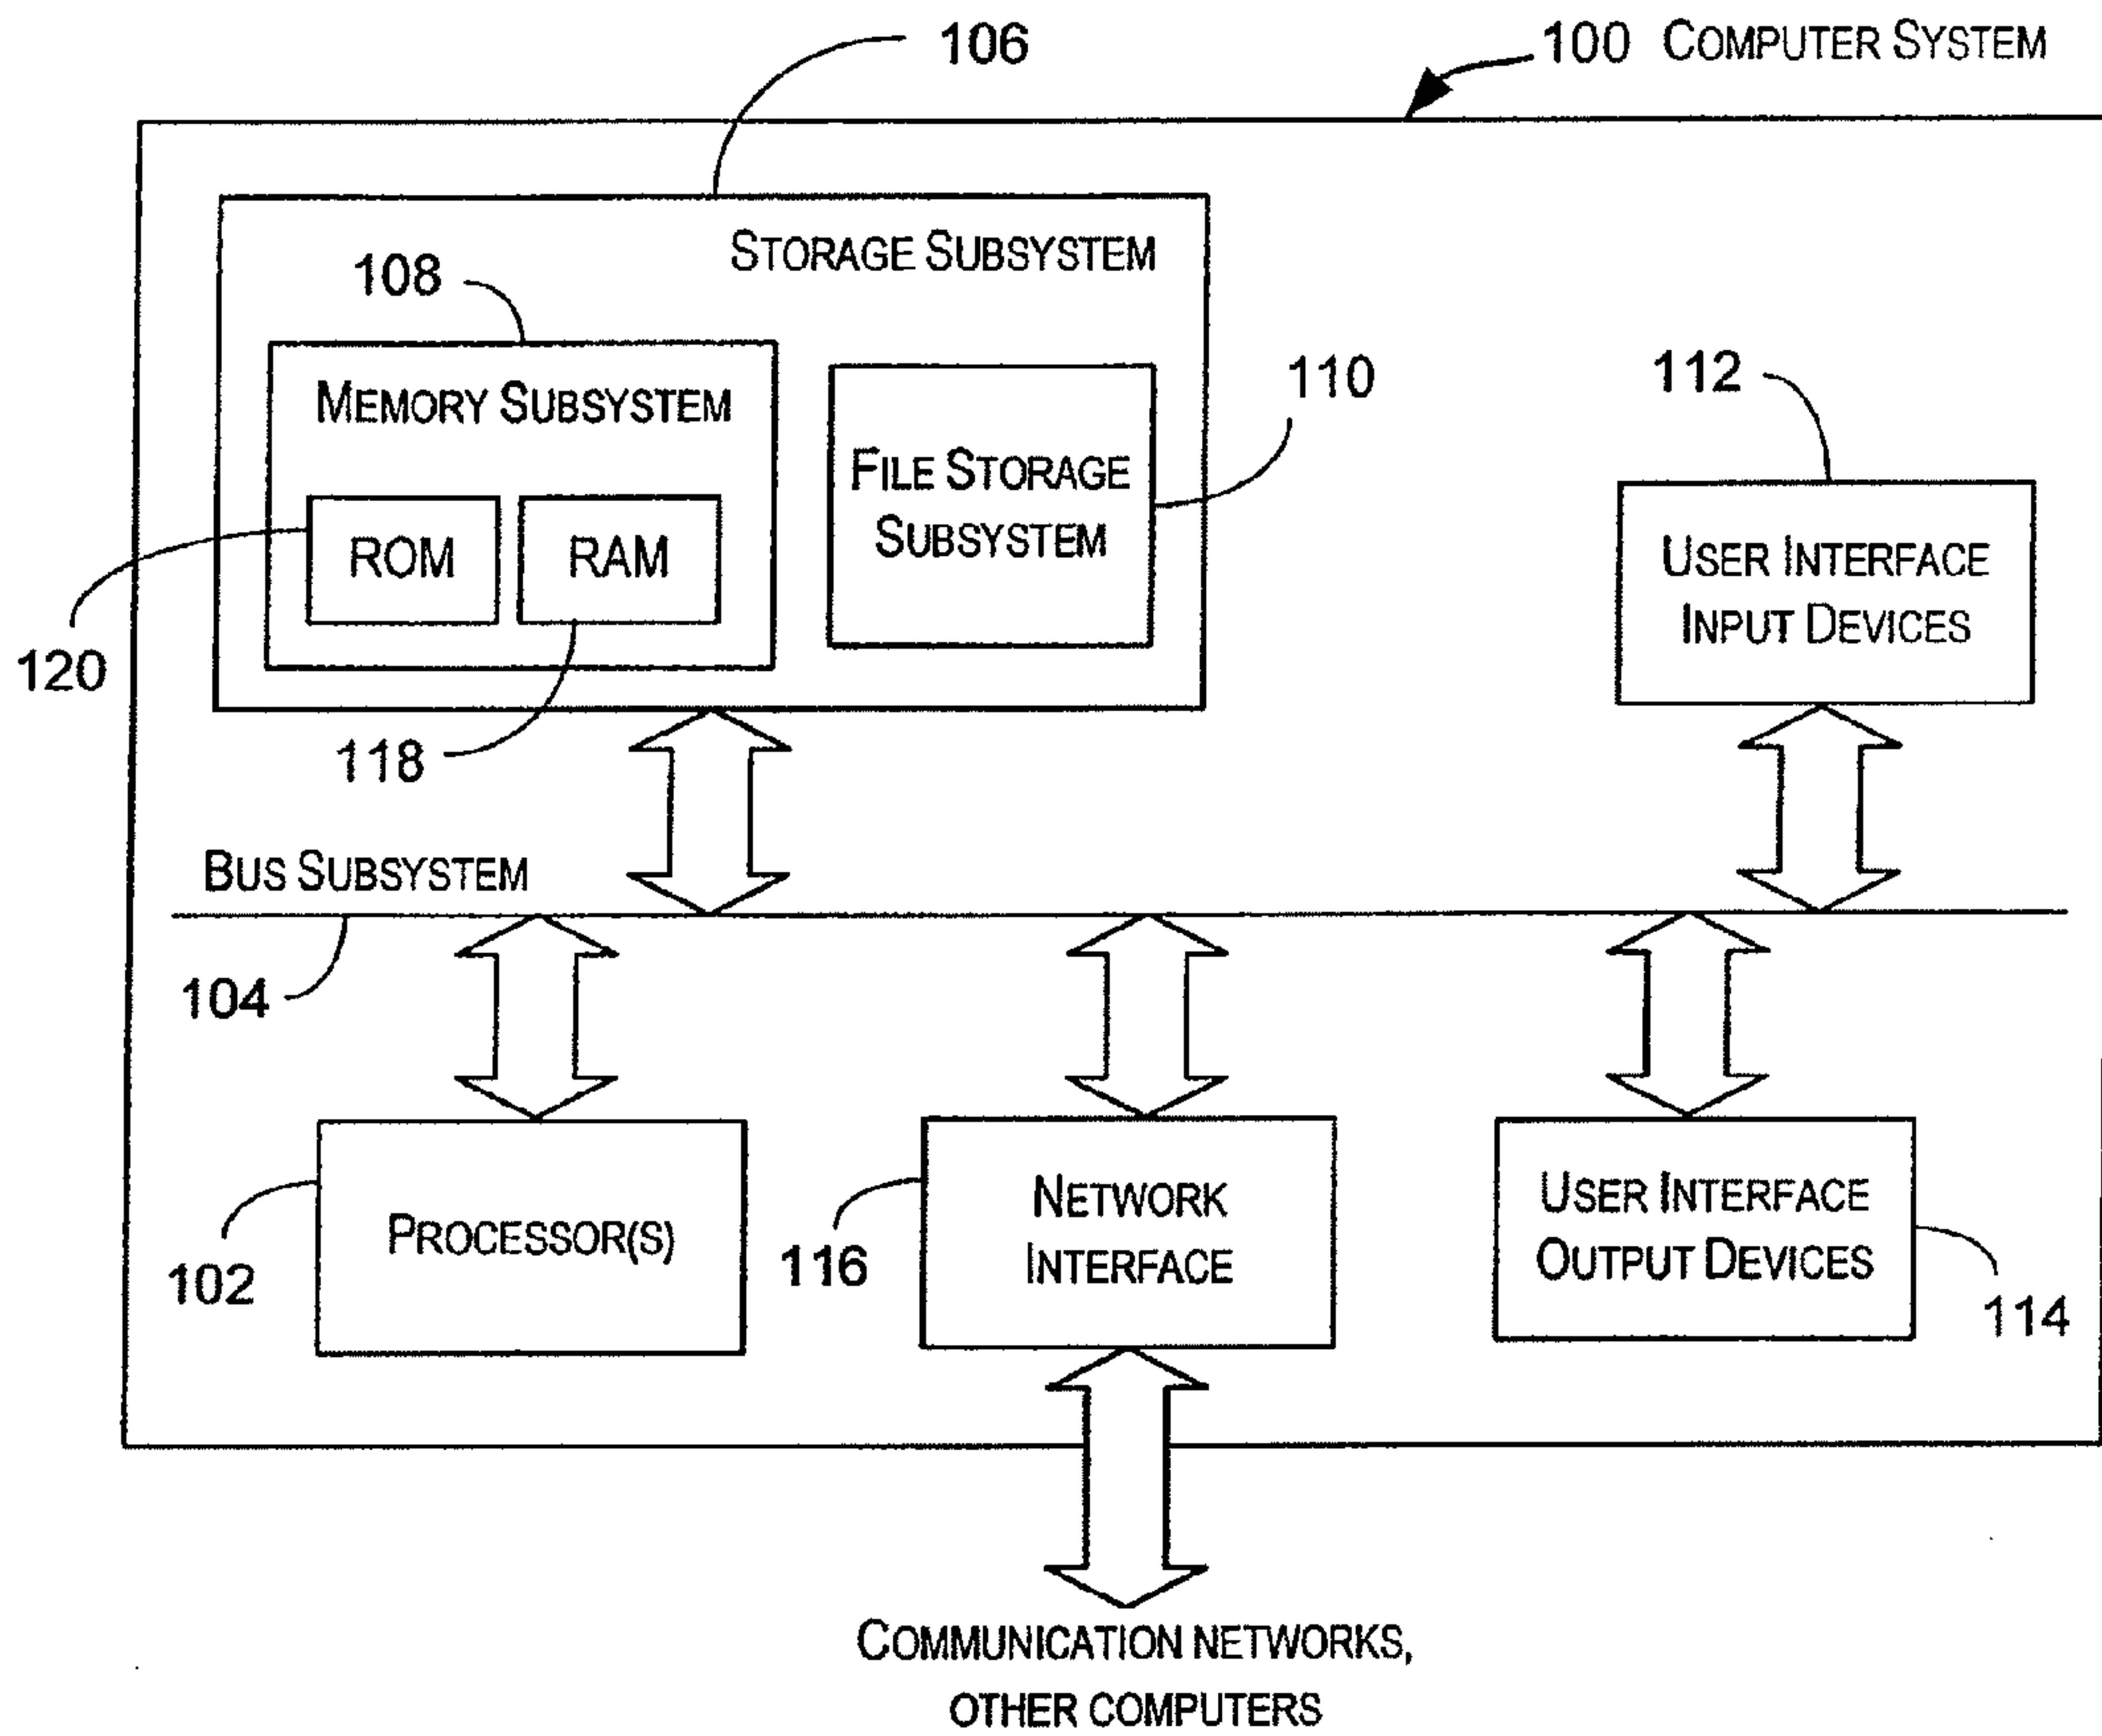 106
100 COMPUTER SYSTEM
STORAGE SUBSYSTEM
108
MEMORY SUBSYSTEM
110
112
FILE STORAGE
SUBSYSTEM
ROM
RAM
USER INTERFACE
INPUT DEVICES
120
118
BUS SUBSYSTEM
104
PROCESSOR(S)
102
NETWORK
INTERFACE
116
USER INTERFACE
OUTPUT DEVICES
114
COMMUNICATION NETWORKS,
OTHER COMPUTERS